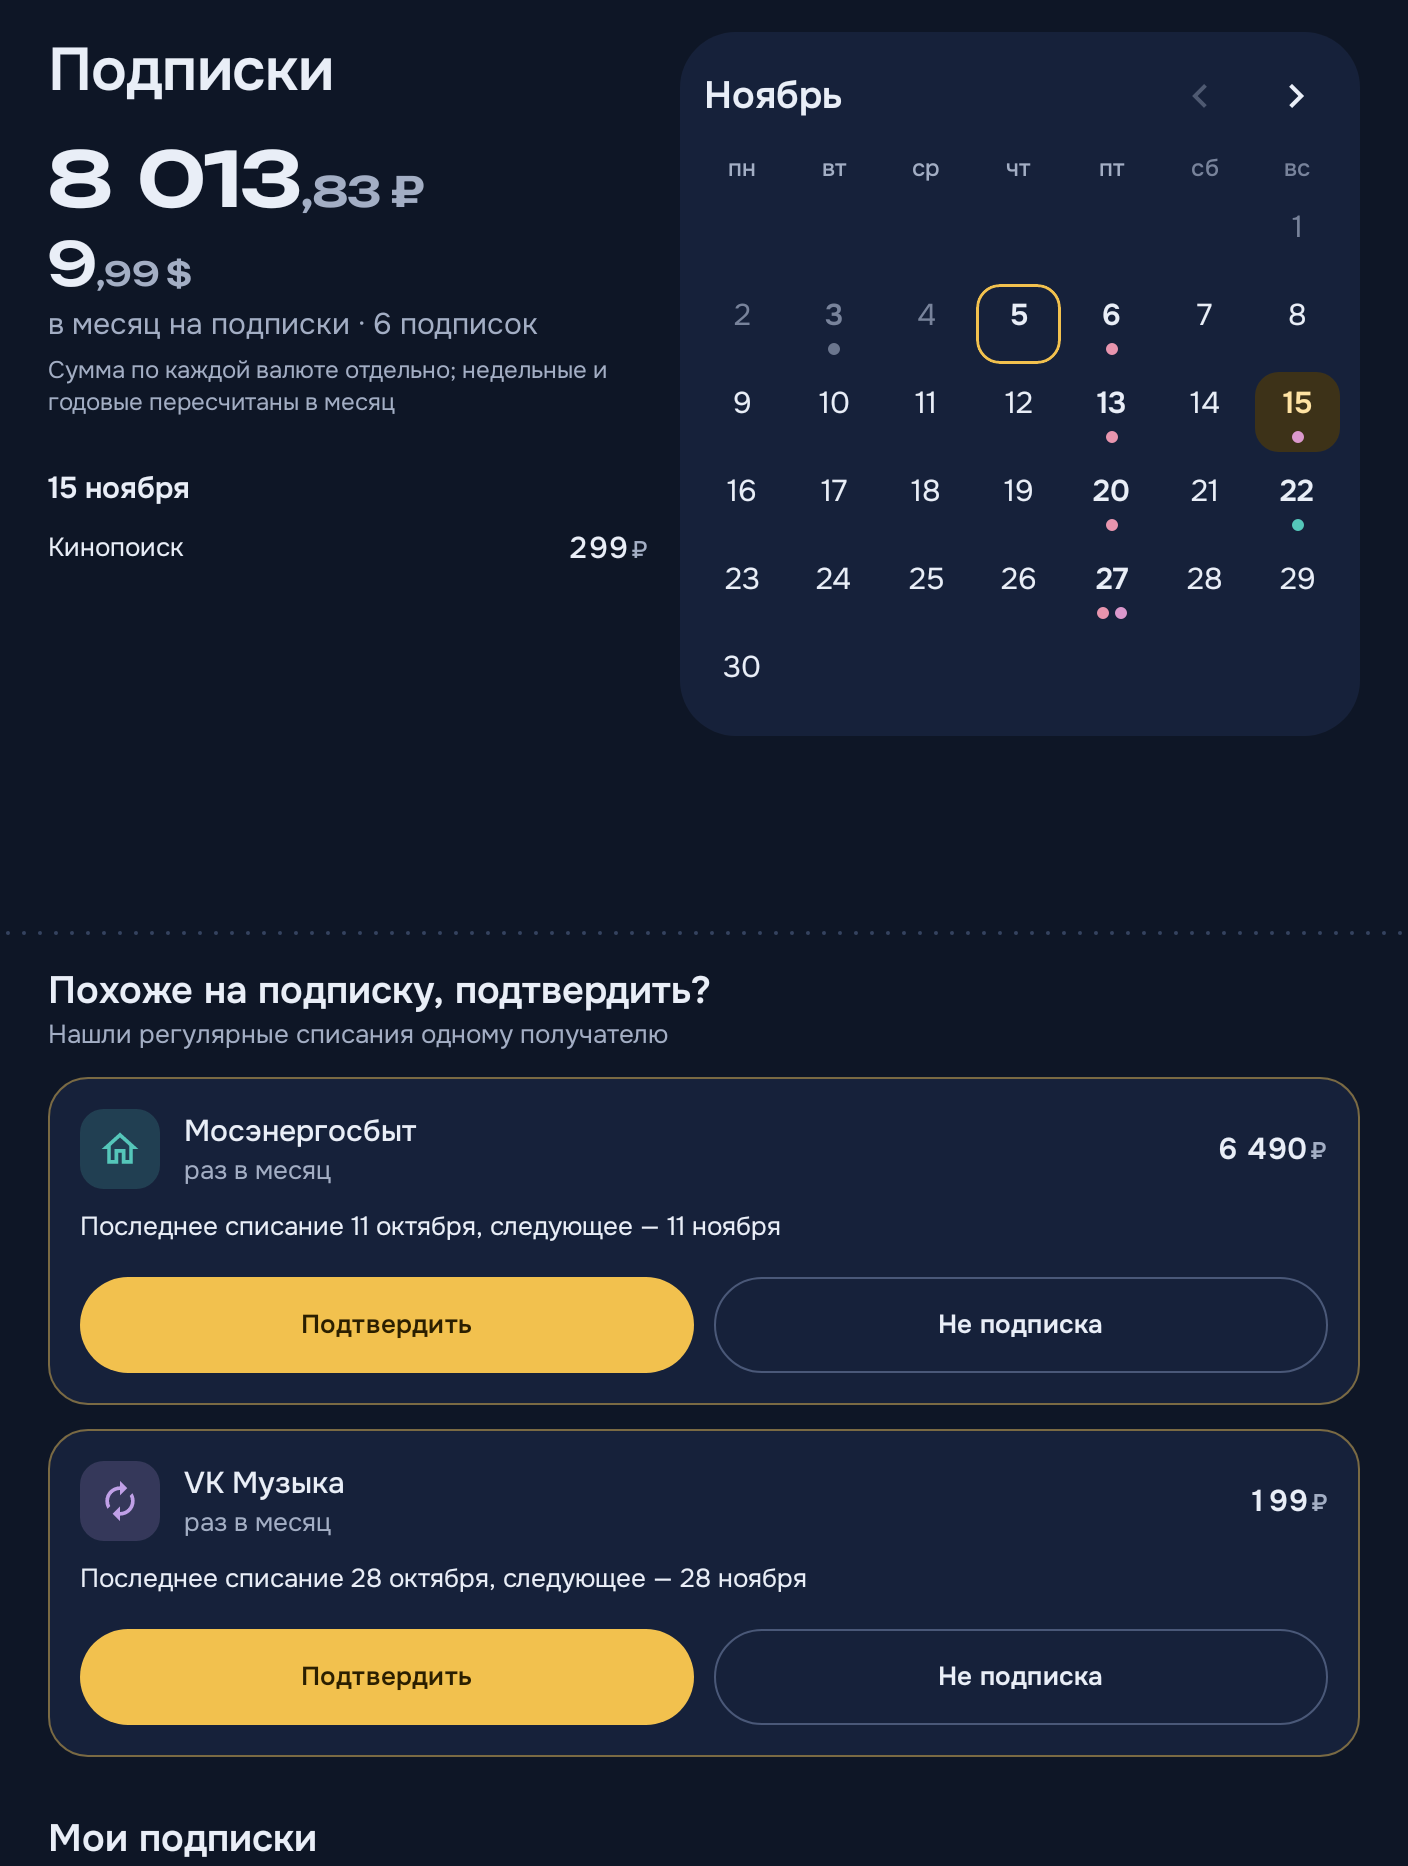 Подписки
8 013,83 ₽
9,99 $
в месяц на подписки · 6 подписок
Сумма по каждой валюте отдельно; недельные и
годовые пересчитаны в месяц
15 ноября
Кинопоиск 299 ₽
Ноябрь
пн вт ср чт пт сб вс
1
2 3 4 5 6 7 8
9 10 11 12 13 14 15
16 17 18 19 20 21 22
23 24 25 26 27 28 29
30
Похоже на подписку, подтвердить?
Нашли регулярные списания одному получателю
Мосэнергосбыт
раз в месяц
6 490 ₽
Последнее списание 11 октября, следующее — 11 ноября
Подтвердить Не подписка
VK Музыка
раз в месяц
199 ₽
Последнее списание 28 октября, следующее — 28 ноября
Подтвердить Не подписка
Мои подписки